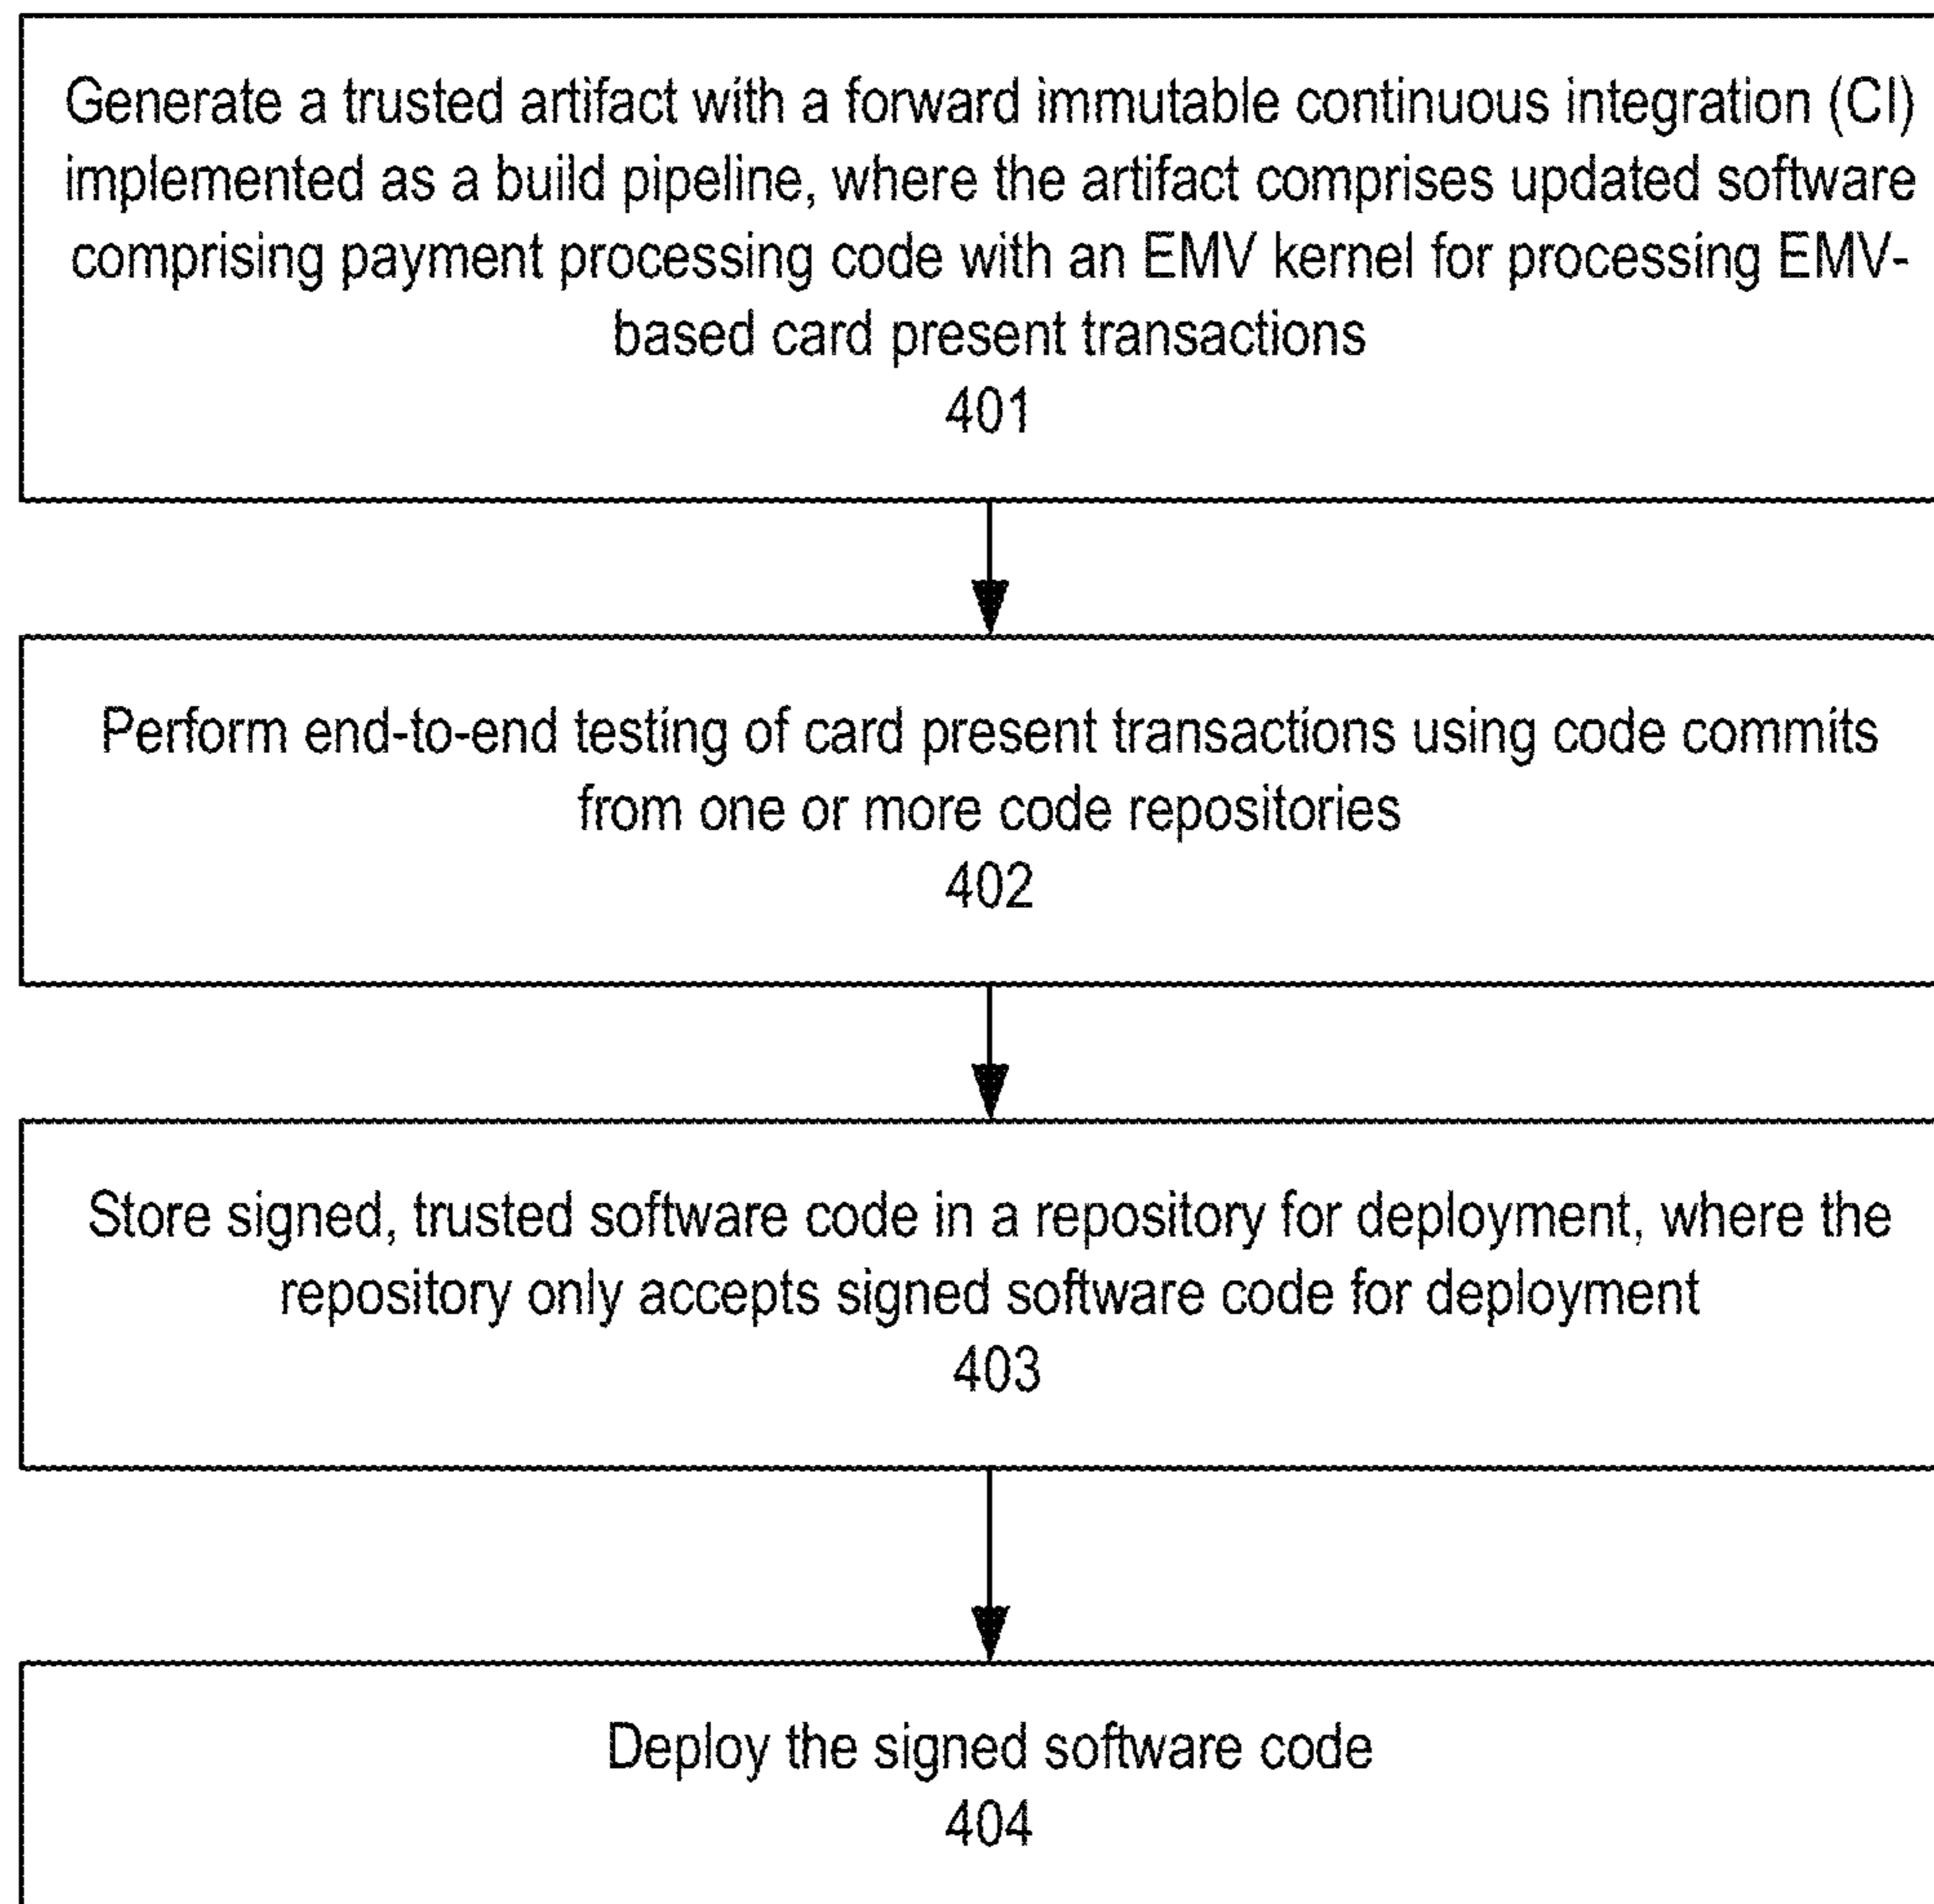 Generate a trusted artifact with a forward immutable continuous integration (CI)
implemented as a build pipeline, where the artifact comprises updated software
comprising payment processing code with an EMV kernel for processing EMV-
based card present transactions
401
Perform end-to-end testing of card present transactions using code commits
from one or more code repositories
402
Store signed, trusted software code in a repository for deployment, where the
repository only accepts signed software code for deployment
403
Deploy the signed software code
404